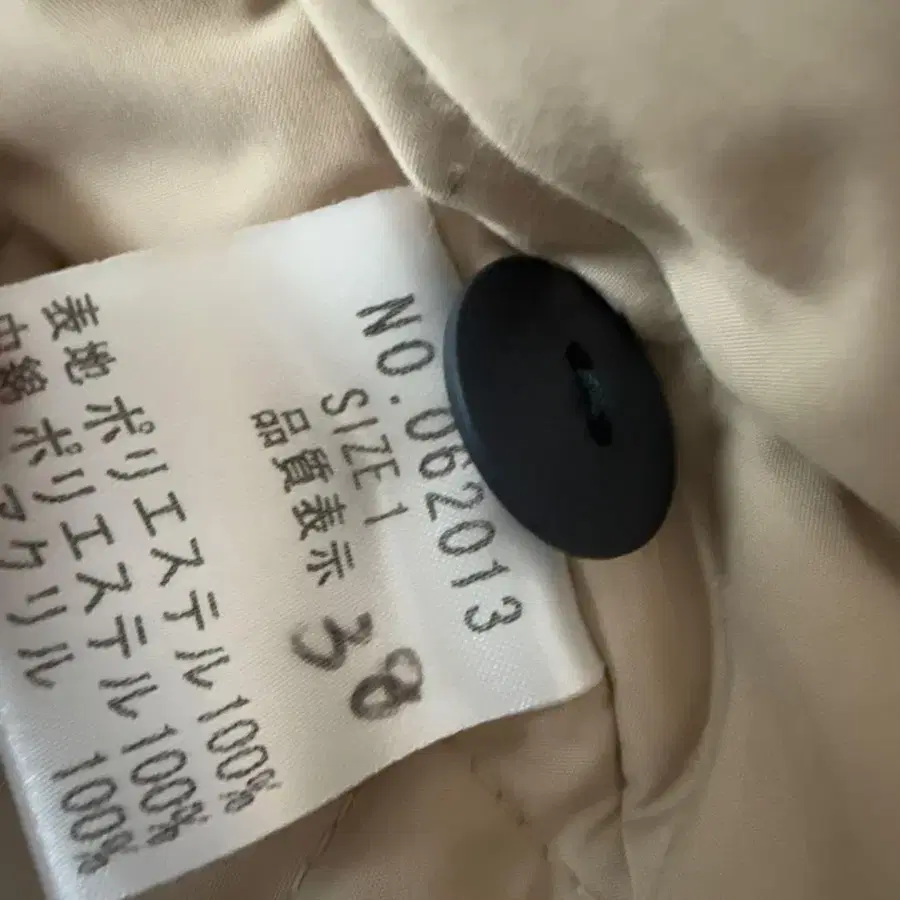 NO.062013
SIZE 1
品質表示
38
表地 ポリエステル100%
中綿 ポリエステル100%
アクリル 100%